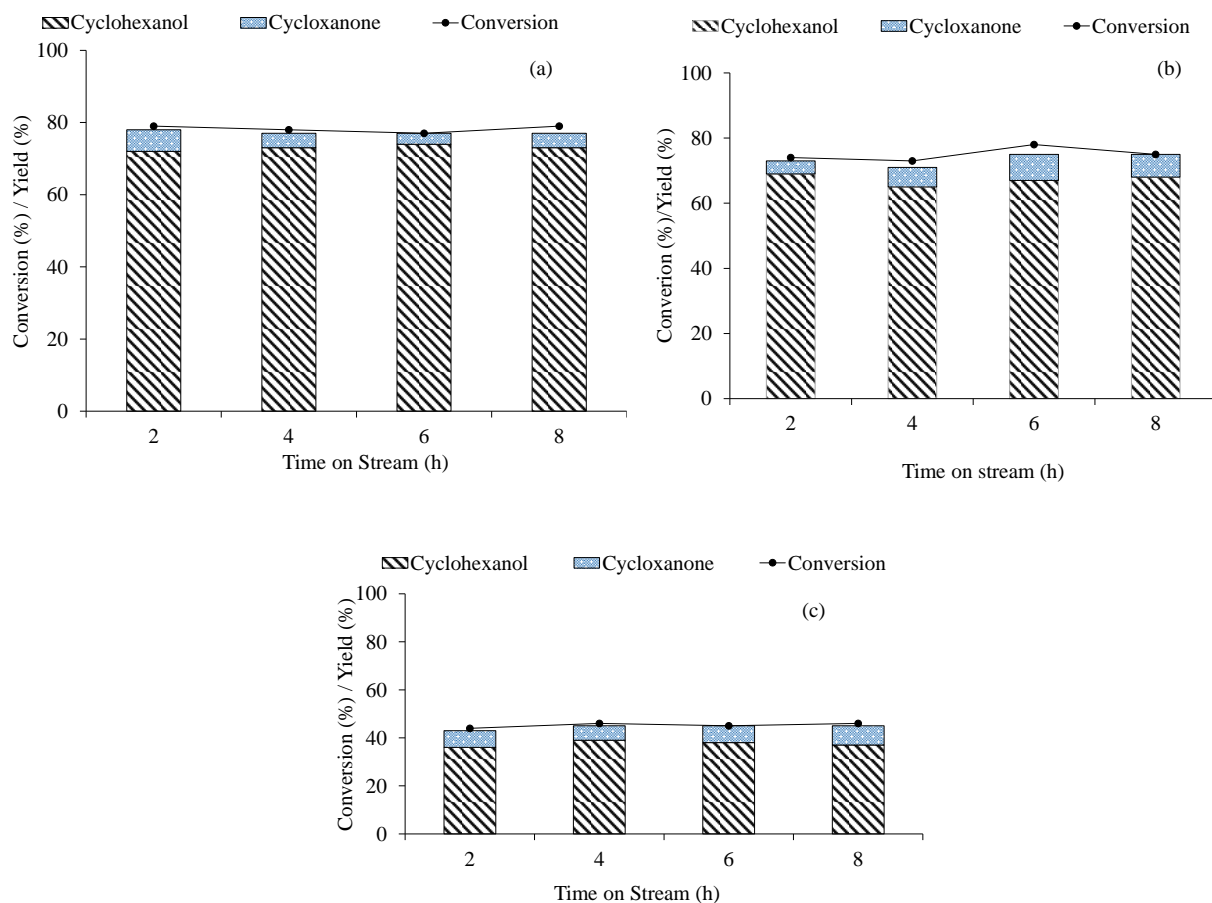 Cyclohexanol Cycloxanone Conversion
(a)
Conversion (%) / Yield (%)
100
80
60
40
20
0
2 4 6 8
Time on Stream (h)
Cyclohexanol Cycloxanone Conversion
(b)
Converion (%)/Yield (%)
100
80
60
40
20
0
2 4 6 8
Time on stream (h)
Cyclohexanol Cycloxanone Conversion
(c)
Conversion (%) / Yield (%)
100
80
60
40
20
0
2 4 6 8
Time on Stream (h)